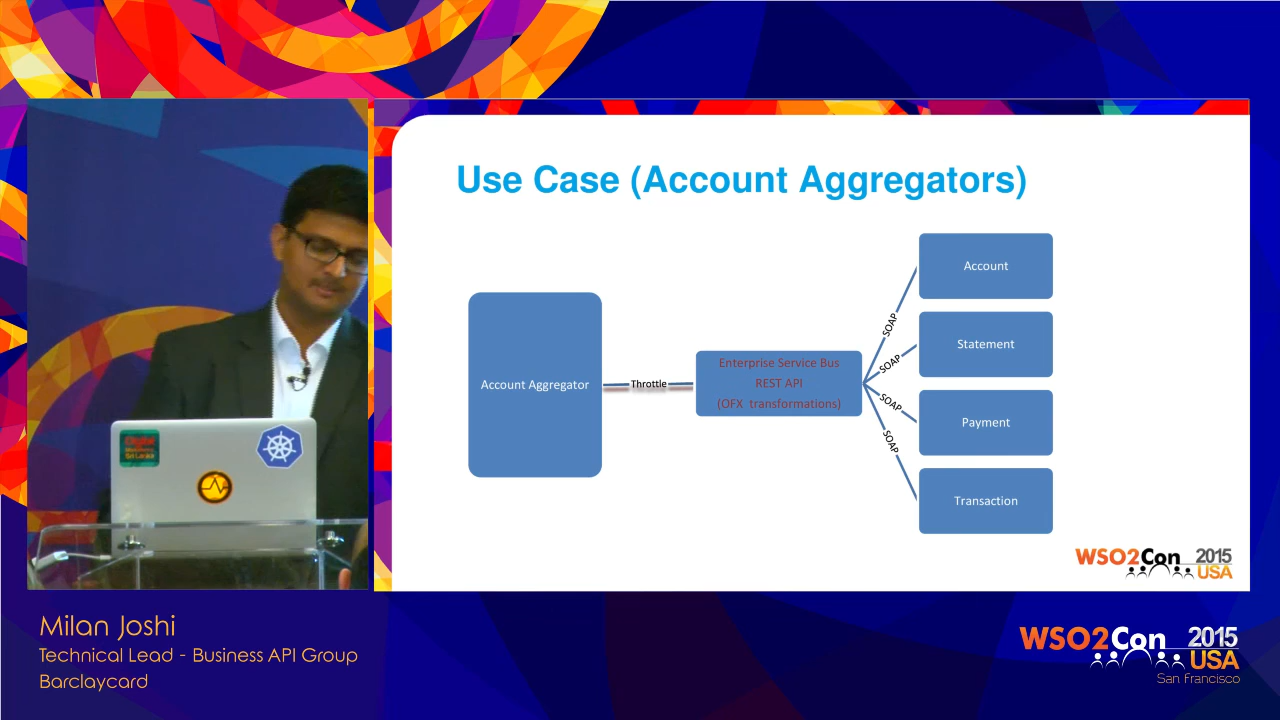 Use Case (Account Aggregators)
Account Aggregator
Throttle
Enterprise Service Bus
REST API
(OFX transformations)
SOAP
SOAP
SOAP
SOAP
Account
Statement
Payment
Transaction
WSO2Con 2015
USA
Milan Joshi
Technical Lead - Business API Group
Barclaycard
WSO2Con 2015
USA
San Francisco